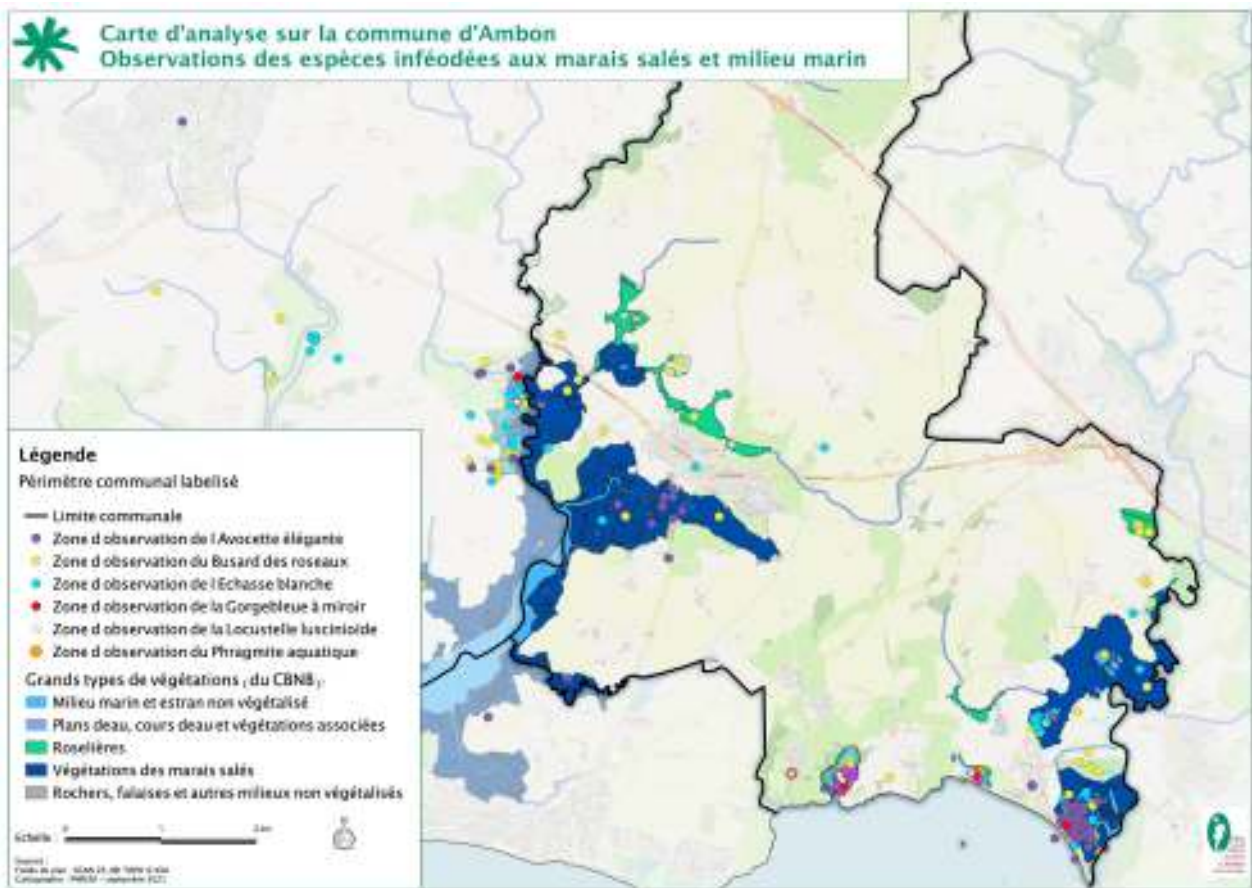 Carte d'analyse sur la commune d'Ambon
Observations des espèces inféodées aux marais salés et milieu marin
Légende
Périmètre communal labelisé
Limite communale
Zone d observation de l Avocette élégante
Zone d observation du Busard des roseaux
Zone d observation de l Echasse blanche
Zone d observation de la Gorgebleue à miroir
Zone d observation de la Locustelle luscinioide
Zone d observation du Phragmite aquatique
Grands types de végétations ( du CBNB )
Milieu marin et estran non végétalisé
Plans deau, cours deau et végétations associées
Roselières
Végétations des marais salés
Rochers, falaises et autres milieux non végétalisés
Echelle
0 1 2 km